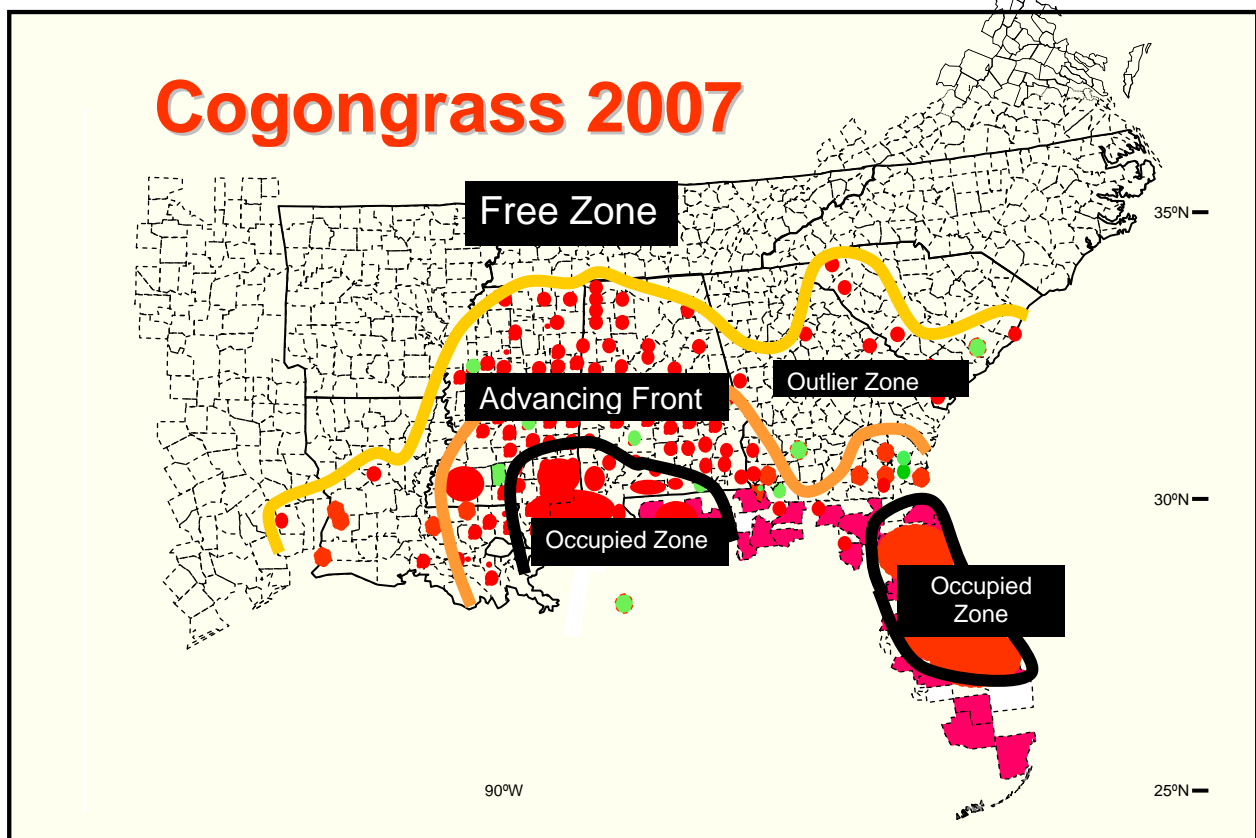 Cogongrass 2007
Free Zone
35ºN
Outlier Zone
Advancing Front
30ºN
Occupied Zone
Occupied
Zone
90ºW
25ºN